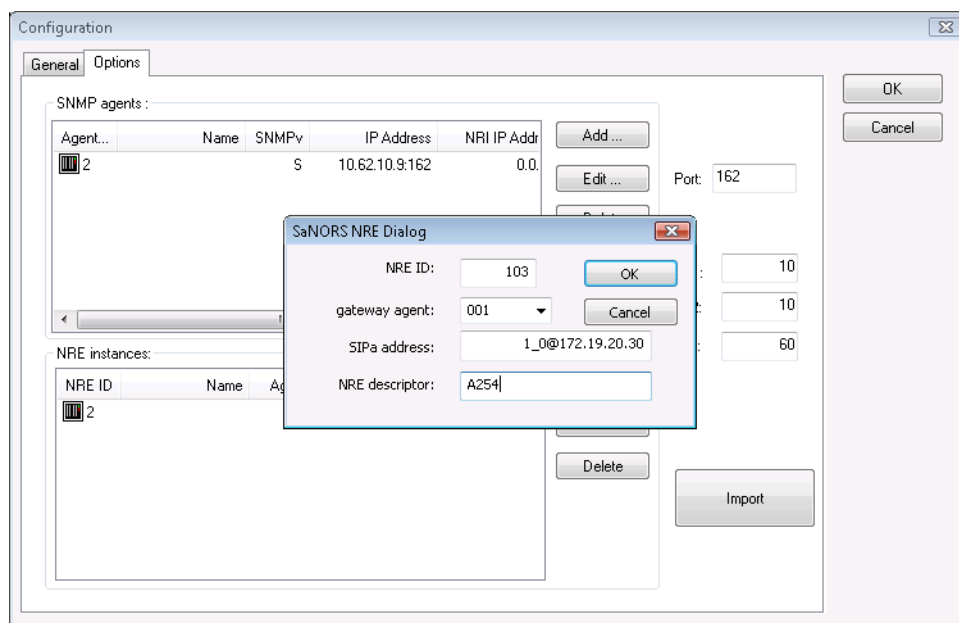 Configuration
General Options
OK
Cancel
SNMP agents :
Agent... Name SNMPv IP Address NRI IP Addr
2 S 10.62.10.9:162 0.0.
Add ...
Edit ...
Port: 162
SaNORS NRE Dialog
NRE ID: 103 OK
gateway agent: 001 Cancel
SIPa address: 1_0@172.19.20.30
NRE descriptor: A254
: 10
: 10
: 60
NRE instances:
NRE ID Name
2
Delete
Import